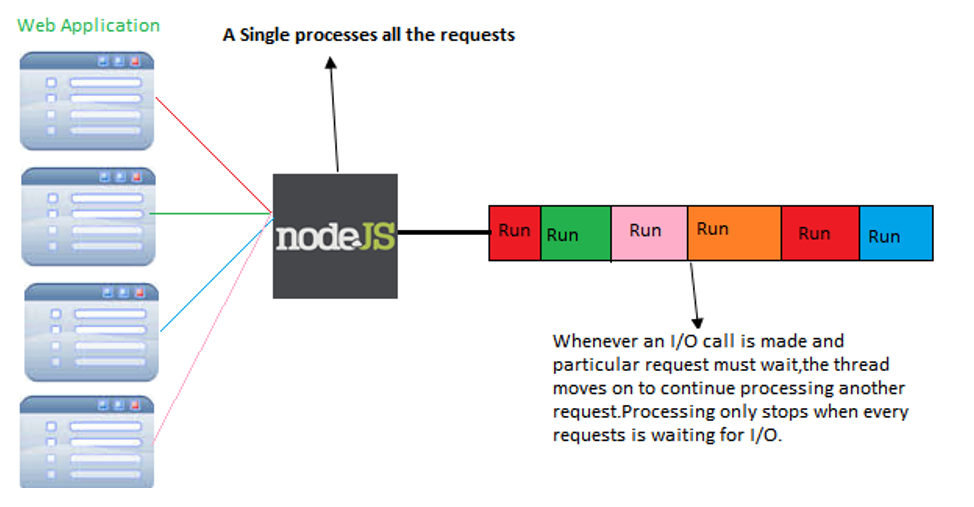 Web Application
A Single processes all the requests
nodeJS
Run
Run
Run
Run
Run
Run
Whenever an I/O call is made and
particular request must wait,the thread
moves on to continue processing another
request.Processing only stops when every
requests is waiting for I/O.